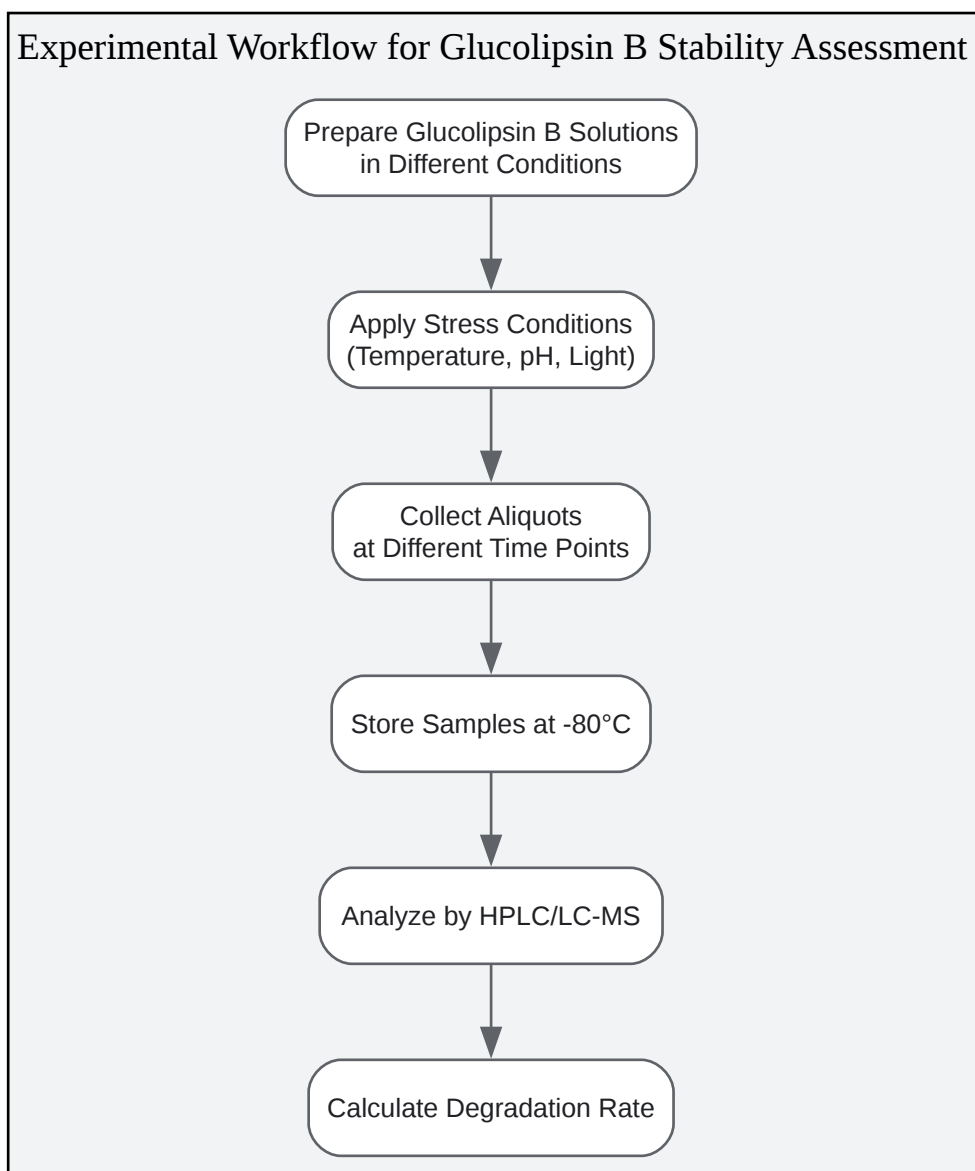 Experimental Workflow for Glucolipsin B Stability Assessment
Prepare Glucolipsin B Solutions
in Different Conditions
Apply Stress Conditions
(Temperature, pH, Light)
Collect Aliquots
at Different Time Points
Store Samples at -80°C
Analyze by HPLC/LC-MS
Calculate Degradation Rate